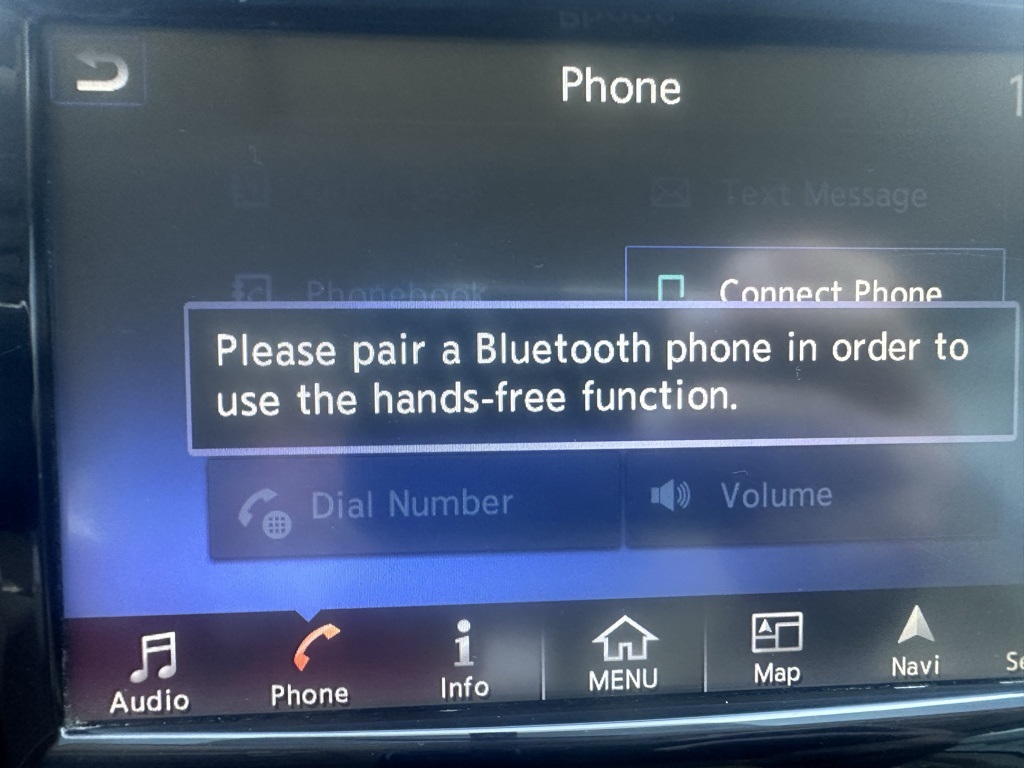 Phone
Text Message
Phonebook
Connect Phone
Please pair a Bluetooth phone in order to
use the hands-free function.
Dial Number
Volume
Audio
Phone
Info
MENU
Map
Navi